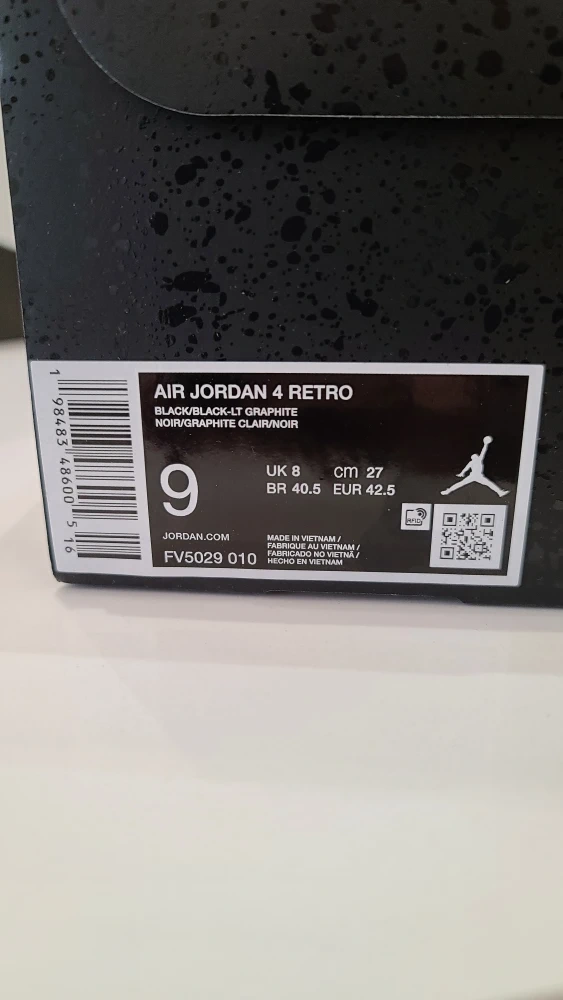 AIR JORDAN 4 RETRO
BLACK/BLACK-LT GRAPHITE
NOIR/GRAPHITE CLAIR/NOIR
9
UK 8 cm 27
BR 40.5 EUR 42.5
JORDAN.COM
FV5029 010
MADE IN VIETNAM /
FABRIQUE AU VIETNAM /
FABRICADO NO VIETNÃ /
HECHO EN VIETNAM
RFID
1 98483 48600 5 16